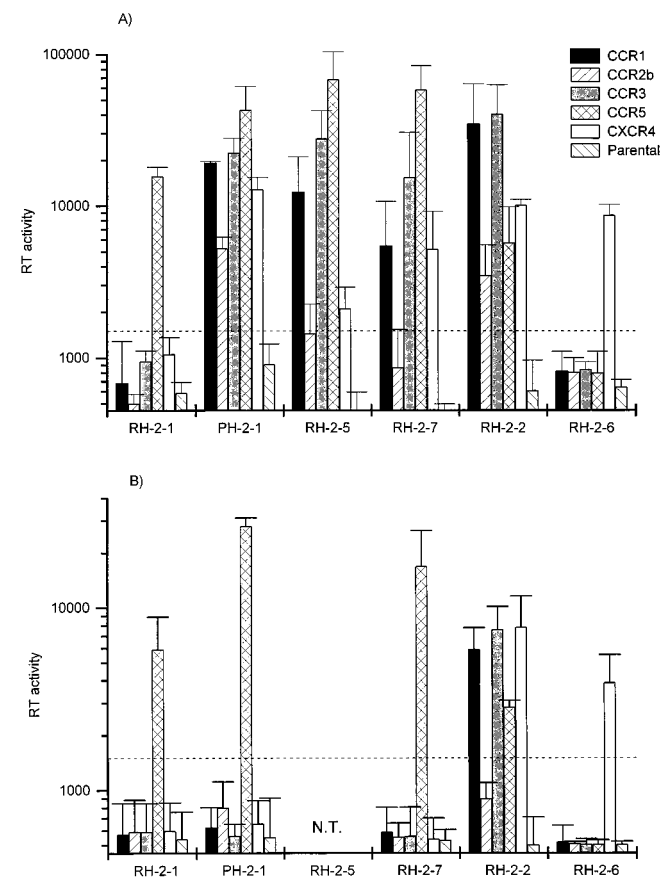 A)
100000
10000
1000
RT activity
CCR1
CCR2b
CCR3
CCR5
CXCR4
Parental
RH-2-1 PH-2-1 RH-2-5 RH-2-7 RH-2-2 RH-2-6
B)
10000
1000
RT activity
N.T.
RH-2-1 PH-2-1 RH-2-5 RH-2-7 RH-2-2 RH-2-6